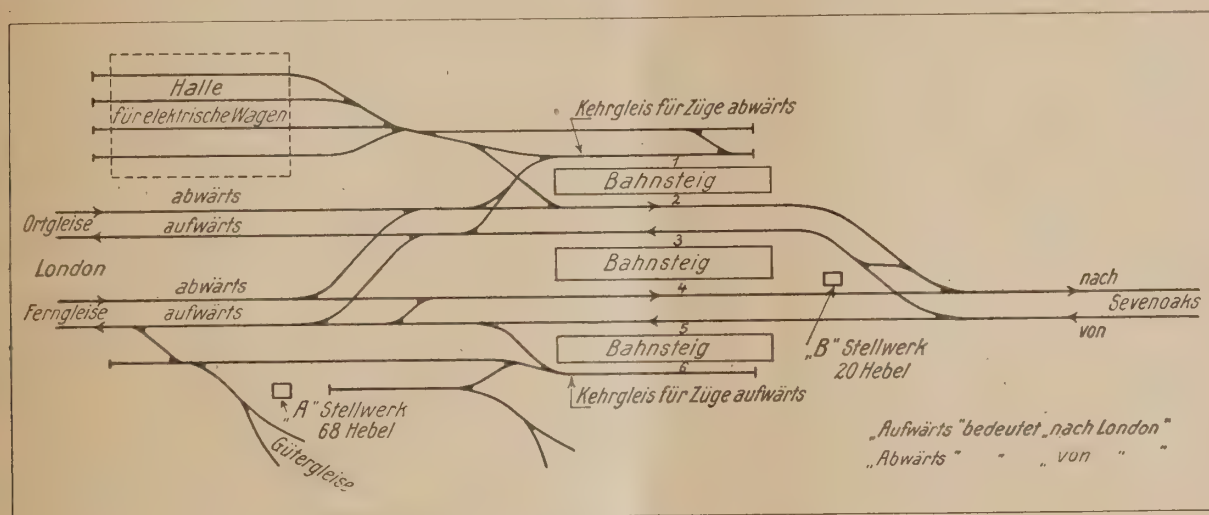 Halle
für elektrische Wagen
Kehrgleis für Züge abwärts
1
Bahnsteig
abwärts
2
Ortgleise
aufwärts
3
London
Bahnsteig
abwärts
4
nach
Ferngleise
aufwärts
Sevenoaks
5
von
Bahnsteig
„B" Stellwerk
20 Hebel
6
Kehrgleis für Züge aufwärts
„A" Stellwerk
68 Hebel
Gütergleise
„Aufwärts" bedeutet „nach London"
„Abwärts" " „ von " "